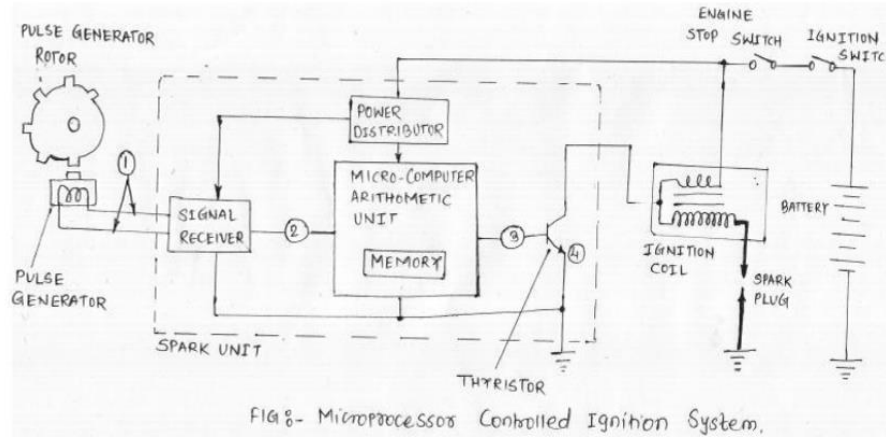 PULSE GENERATOR
ROTOR
ENGINE
STOP SWITCH
IGNITION
SWITC
1
POWER
DISTRIBUTOR
MICRO-COMPUTER
ARITHOMETIC
UNIT
MEMORY
SIGNAL
RECEIVER
2
3
4
BATTERY
IGNITION
COIL
SPARK
PLUG
PULSE
GENERATOR
SPARK UNIT
THYRISTOR
FIG:- Microprocessor Controlled Ignition System.